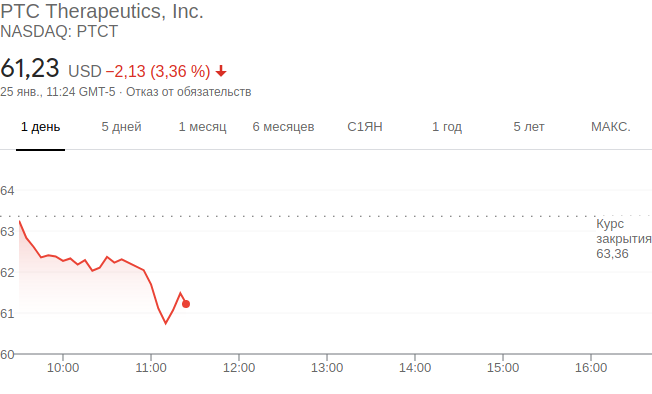 PTC Therapeutics, Inc.
NASDAQ: PTCT
61,23 USD −2,13 (3,36 %)
25 янв., 11:24 GMT-5 · Отказ от обязательств
1 день 5 дней 1 месяц 6 месяцев С1ЯН 1 год 5 лет МАКС.
64
Курс
63
закрытия
63,36
62
61
60
10:00 11:00 12:00 13:00 14:00 15:00 16:00